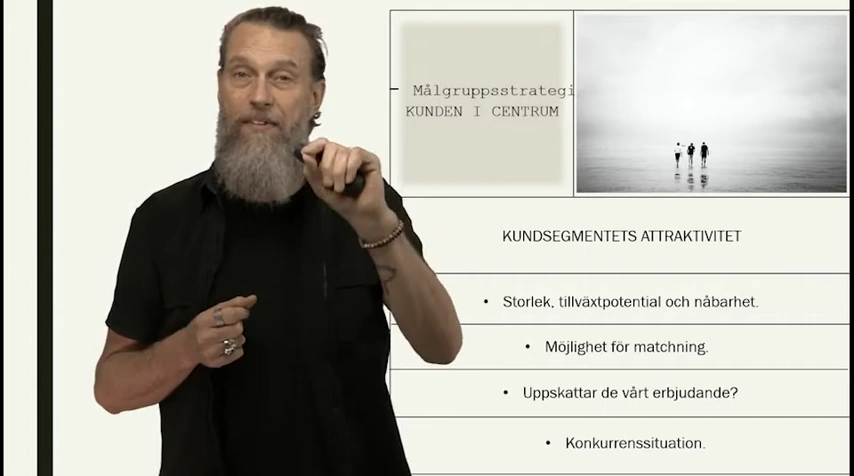 Målgruppsstrategi
KUNDEN I CENTRUM
KUNDSEGMENTETS ATTRAKTIVITET
• Storlek, tillväxtpotential och nåbarhet.
• Möjlighet för matchning.
• Uppskattar de vårt erbjudande?
• Konkurrenssituation.